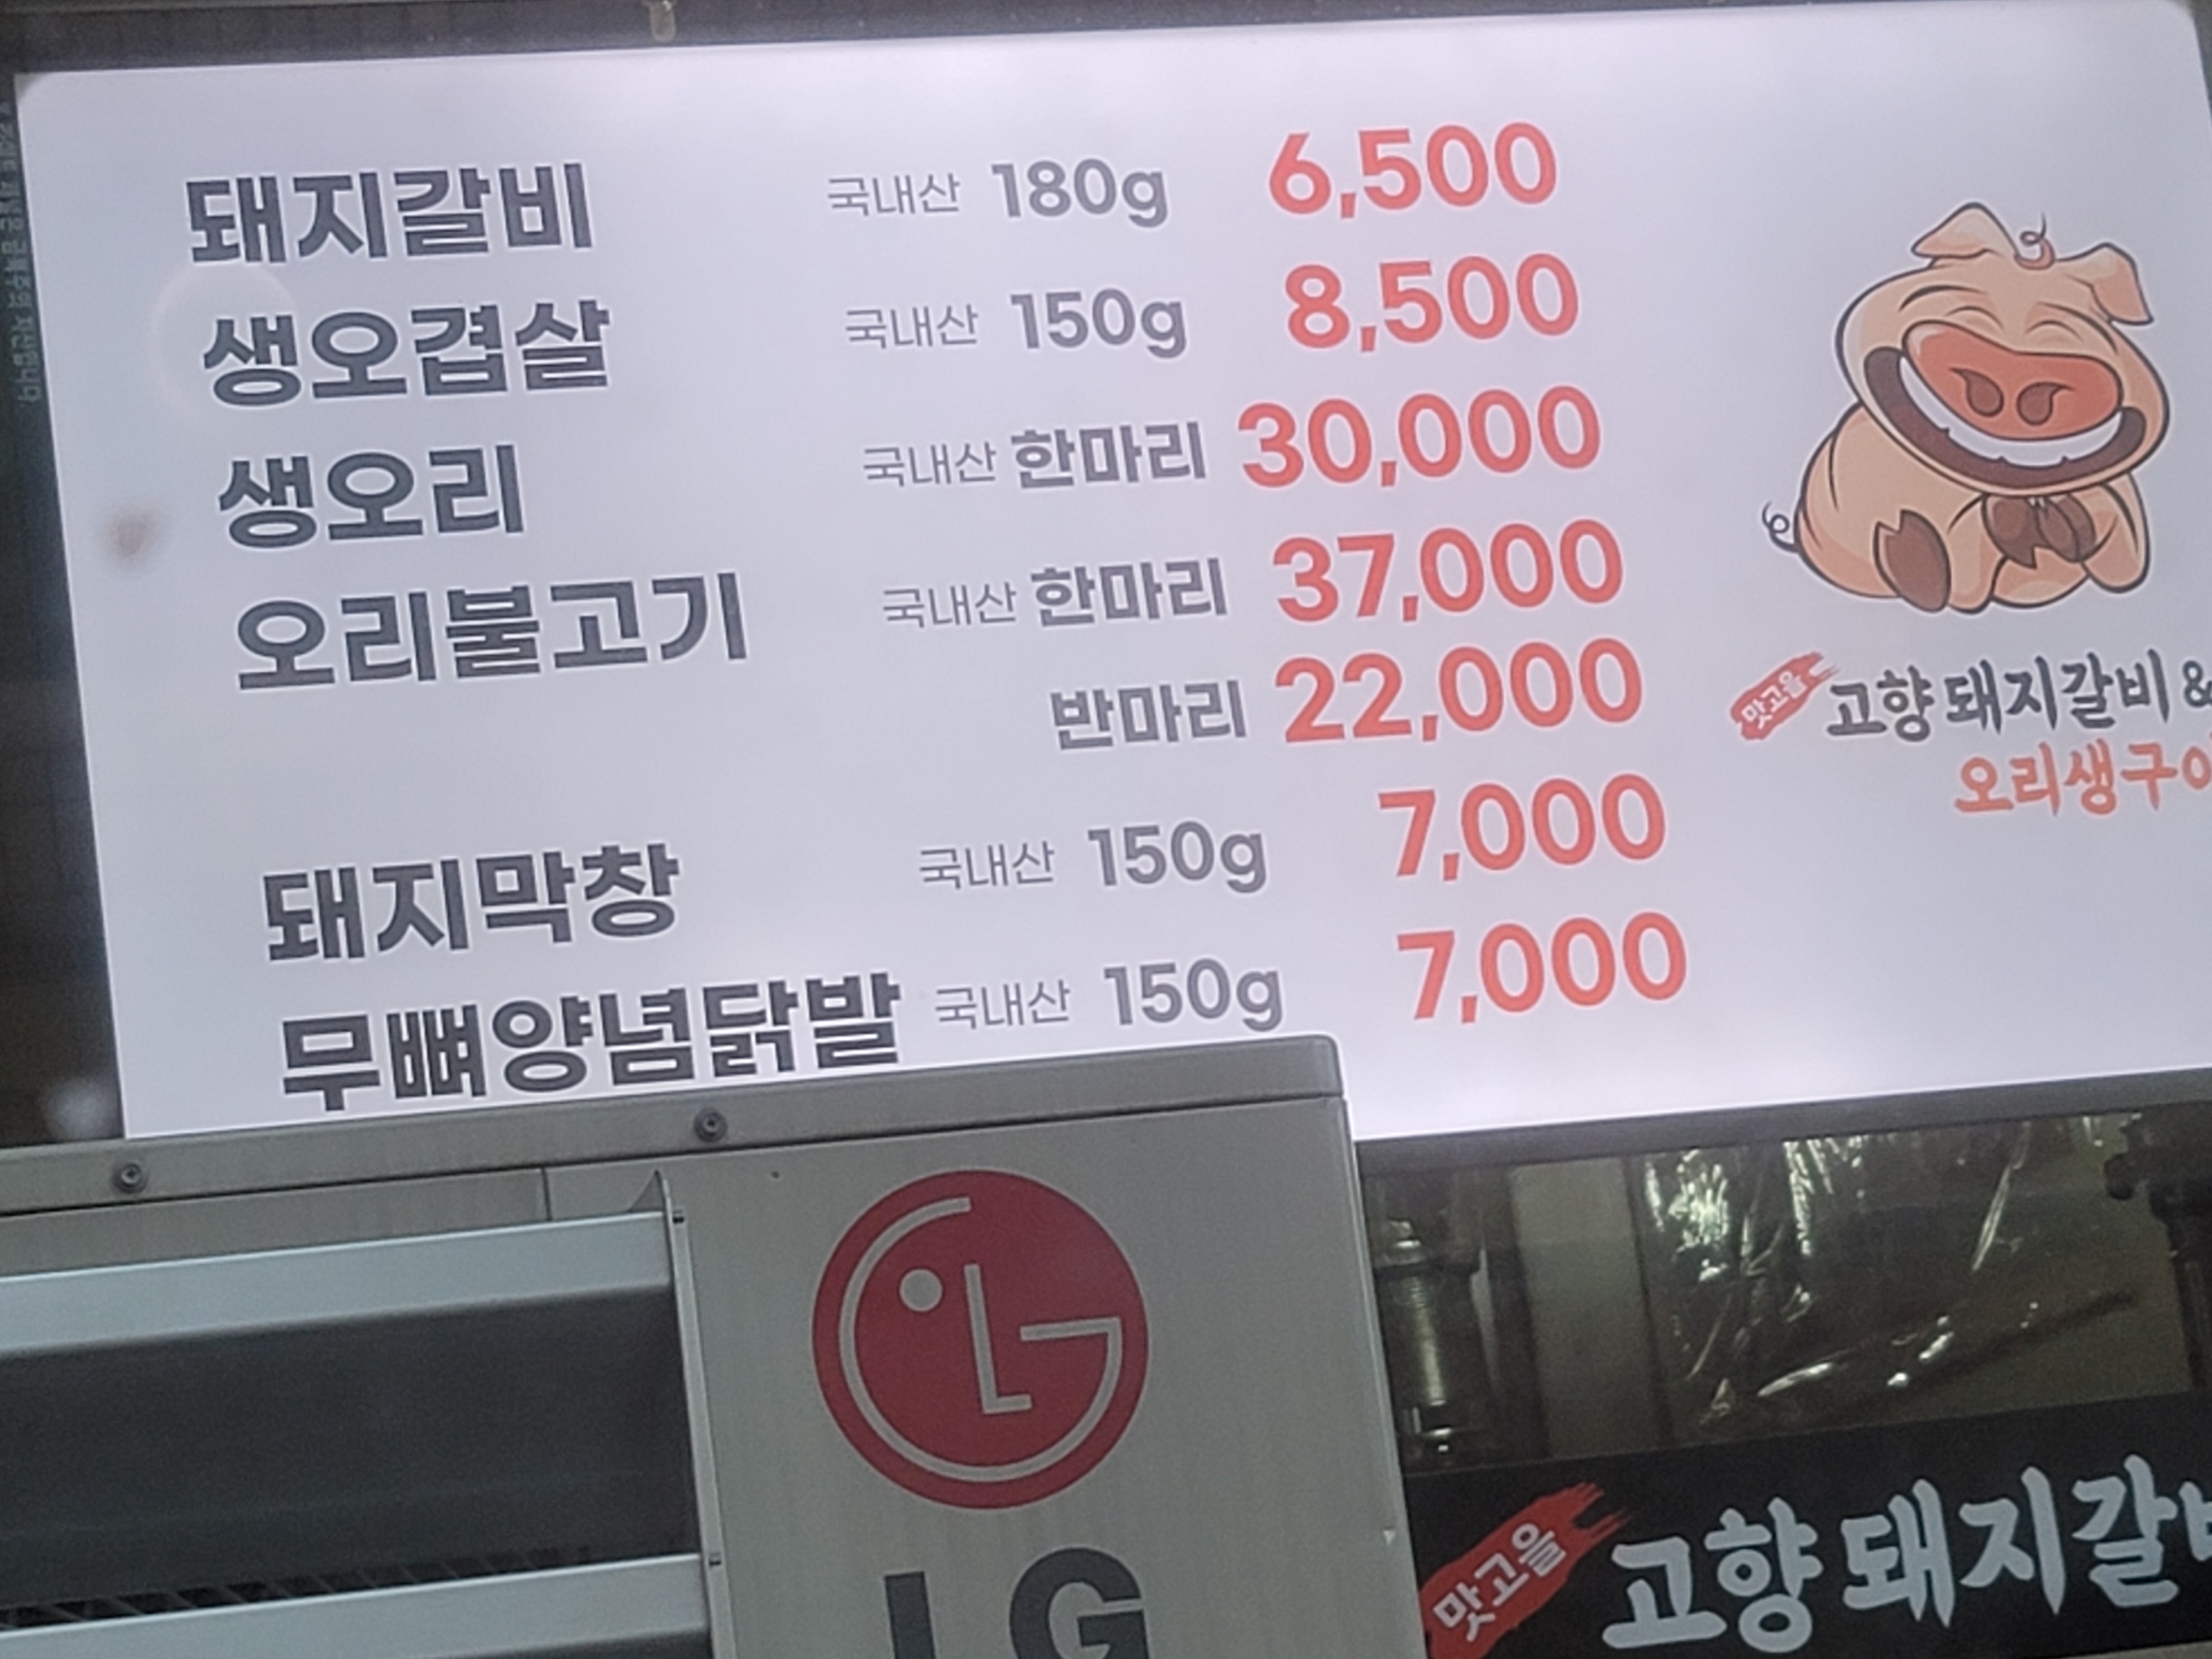 돼지갈비 국내산 180g 6,500
생오겹살 국내산 150g 8,500
생오리 국내산 한마리 30,000
오리불고기 국내산 한마리 37,000
반마리 22,000
돼지막창 국내산 150g 7,000
무뼈양념닭발 국내산 150g 7,000
맛고을 고향돼지갈비&
오리생구이
LG
LG
맛고을 고향돼지갈비